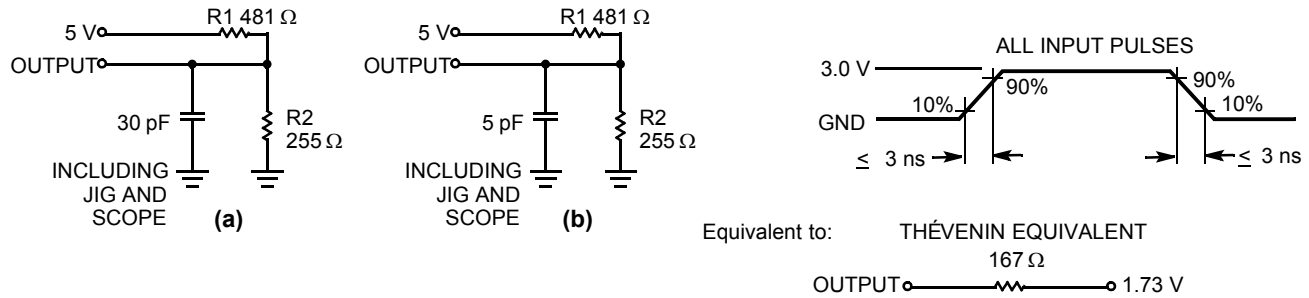 R1 481 Ω
5 V
OUTPUT
30 pF
R2
255 Ω
INCLUDING
JIG AND
SCOPE
(a)
R1 481 Ω
5 V
OUTPUT
5 pF
R2
255 Ω
INCLUDING
JIG AND
SCOPE
(b)
ALL INPUT PULSES
3.0 V
90%
90%
10%
10%
GND
≤ 3 ns
≤ 3 ns
Equivalent to: THÉVENIN EQUIVALENT
167 Ω
OUTPUT
1.73 V